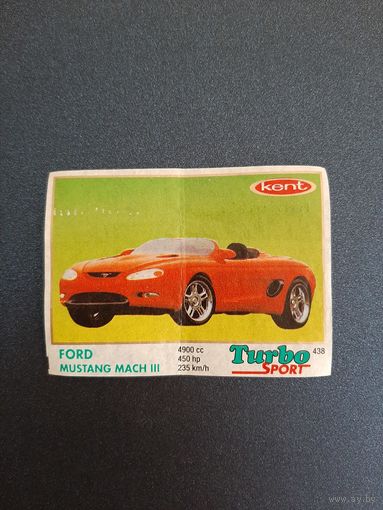 kent
FORD
MUSTANG MACH III
4900 cc
450 hp
235 km/h
Turbo
SPORT
438
www.ay.by